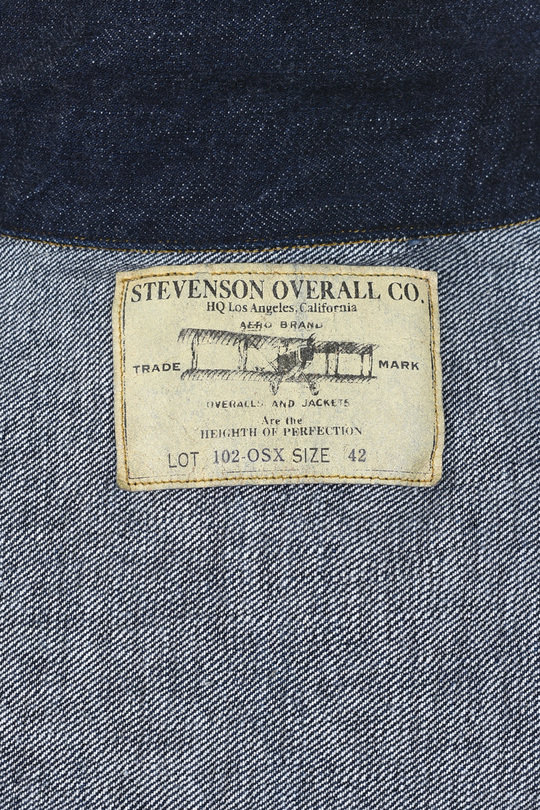 STEVENSON OVERALL CO.
HQ Los Angeles, California
AERO BRAND
TRADE MARK
OVERALLS AND JACKETS
Are the
HEIGHTH OF PERFECTION
LOT 102-OSX SIZE 42